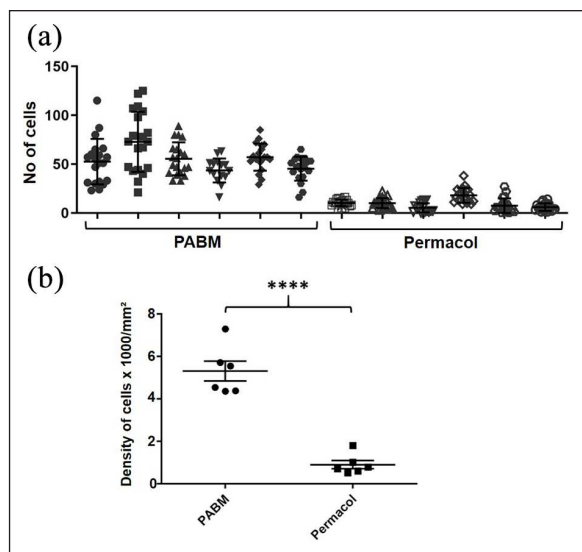 (a)
No of cells
150
100
50
0
PABM
Permacol
(b)
****
Density of cells x 1000/mm²
8
6
4
2
0
PABM
Permacol